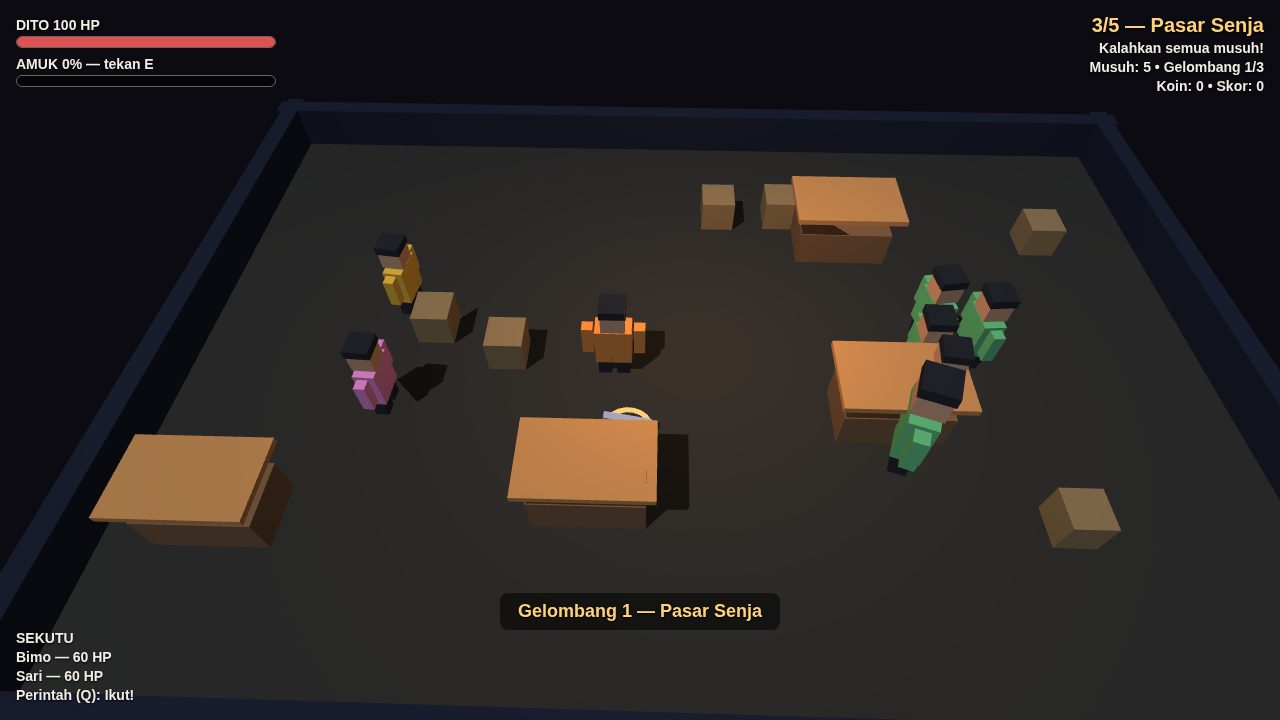 DITO 100 HP
AMUK 0% — tekan E
3/5 — Pasar Senja
Kalahkan semua musuh!
Musuh: 5 • Gelombang 1/3
Koin: 0 • Skor: 0
Gelombang 1 — Pasar Senja
SEKUTU
Bimo — 60 HP
Sari — 60 HP
Perintah (Q): Ikut!